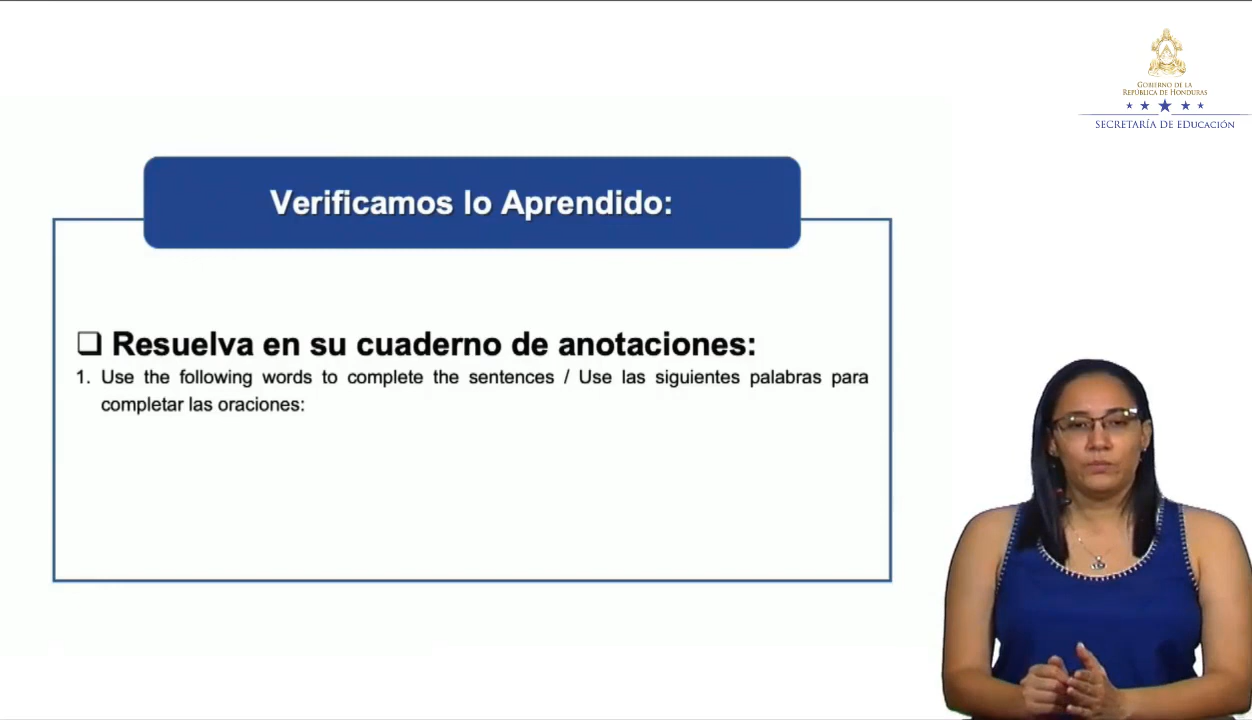 GOBIERNO DE LA
REPÚBLICA DE HONDURAS
SECRETARÍA DE EDUCACIÓN
Verificamos lo Aprendido:
Resuelva en su cuaderno de anotaciones:
1. Use the following words to complete the sentences / Use las siguientes palabras para
completar las oraciones: